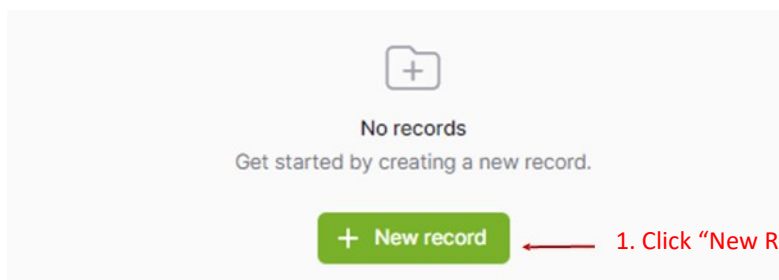 No records
Get started by creating a new record.
+ New record
1. Click “New R